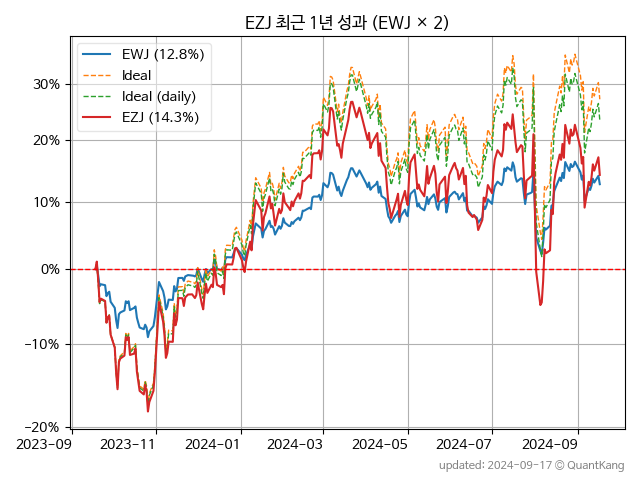 EZJ 최근 1년 성과 (EWJ × 2)
EWJ (12.8%)
Ideal
Ideal (daily)
EZJ (14.3%)
30%
20%
10%
0%
−10%
−20%
2023-09 2023-11 2024-01 2024-03 2024-05 2024-07 2024-09
updated: 2024-09-17 © QuantKang